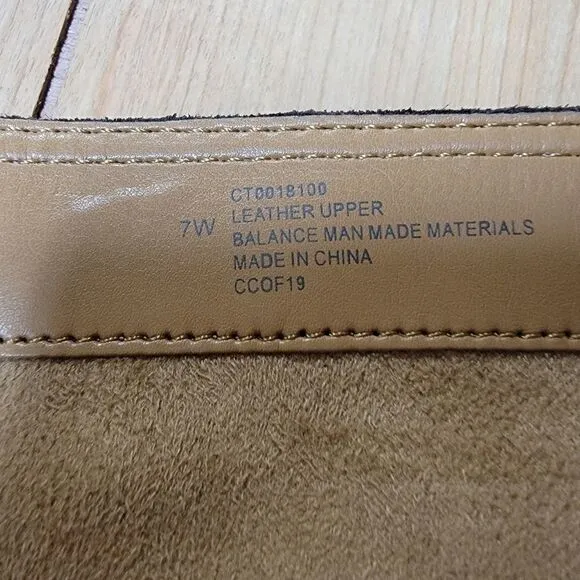 CT0018100
7W LEATHER UPPER
BALANCE MAN MADE MATERIALS
MADE IN CHINA
CCOF19